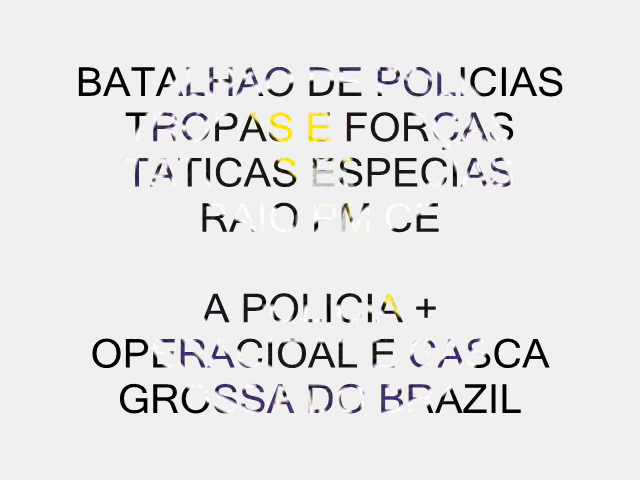 BATALHAO DE POLICIAS
TROPAS E FORÇAS
TATICAS ESPECIAS
RAIO PM CE
A POLICIA +
OPERACIOAL E CASCA
GROSSA DO BRAZIL